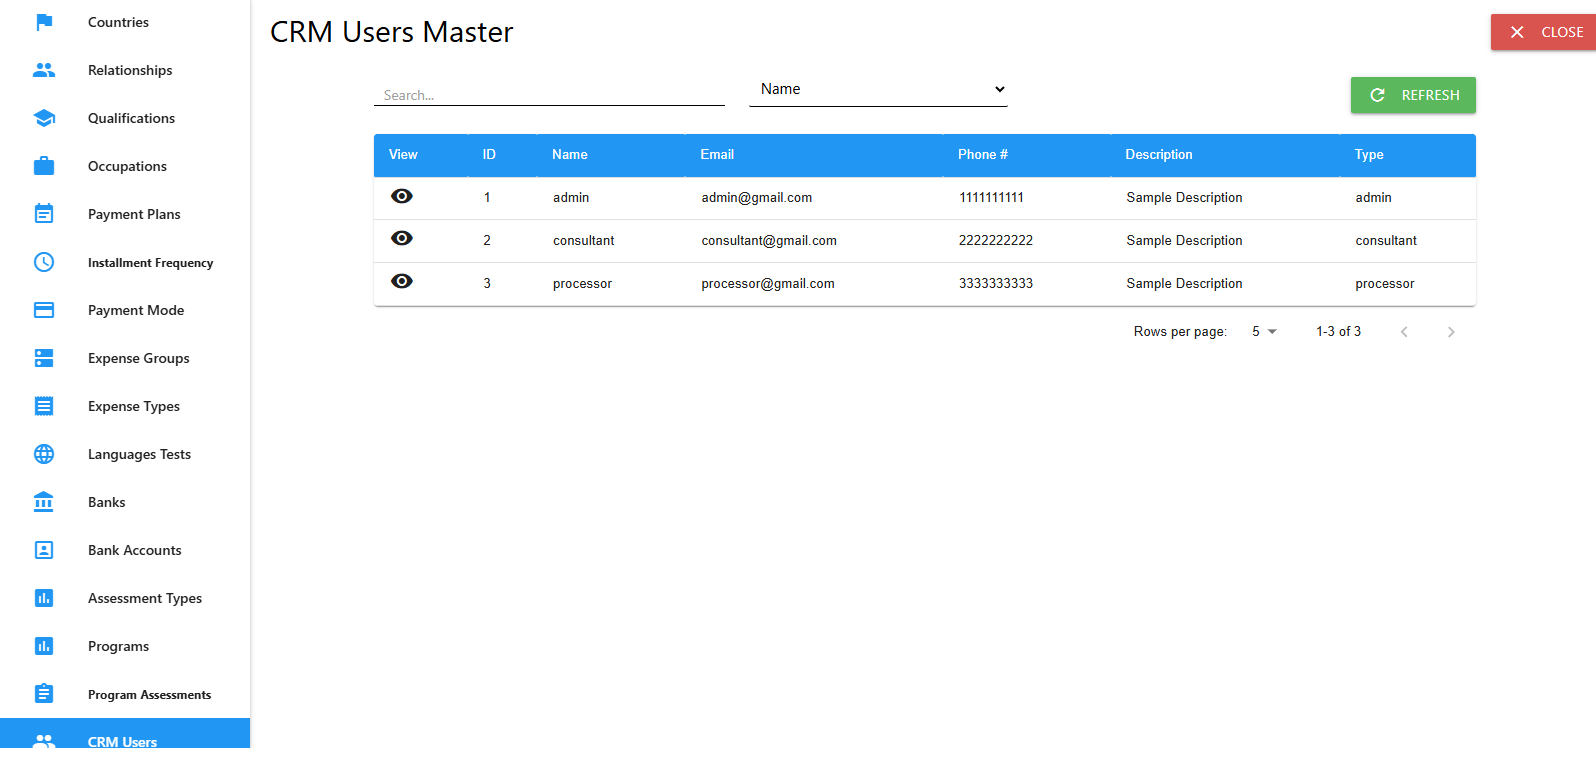 Countries
Relationships
Qualifications
Occupations
Payment Plans
Installment Frequency
Payment Mode
Expense Groups
Expense Types
Languages Tests
Banks
Bank Accounts
Assessment Types
Programs
Program Assessments
CRM Users
CRM Users Master
CLOSE
Search...
Name
REFRESH
View ID Name Email Phone # Description Type
1 admin admin@gmail.com 1111111111 Sample Description admin
2 consultant consultant@gmail.com 2222222222 Sample Description consultant
3 processor processor@gmail.com 3333333333 Sample Description processor
Rows per page: 5 1-3 of 3